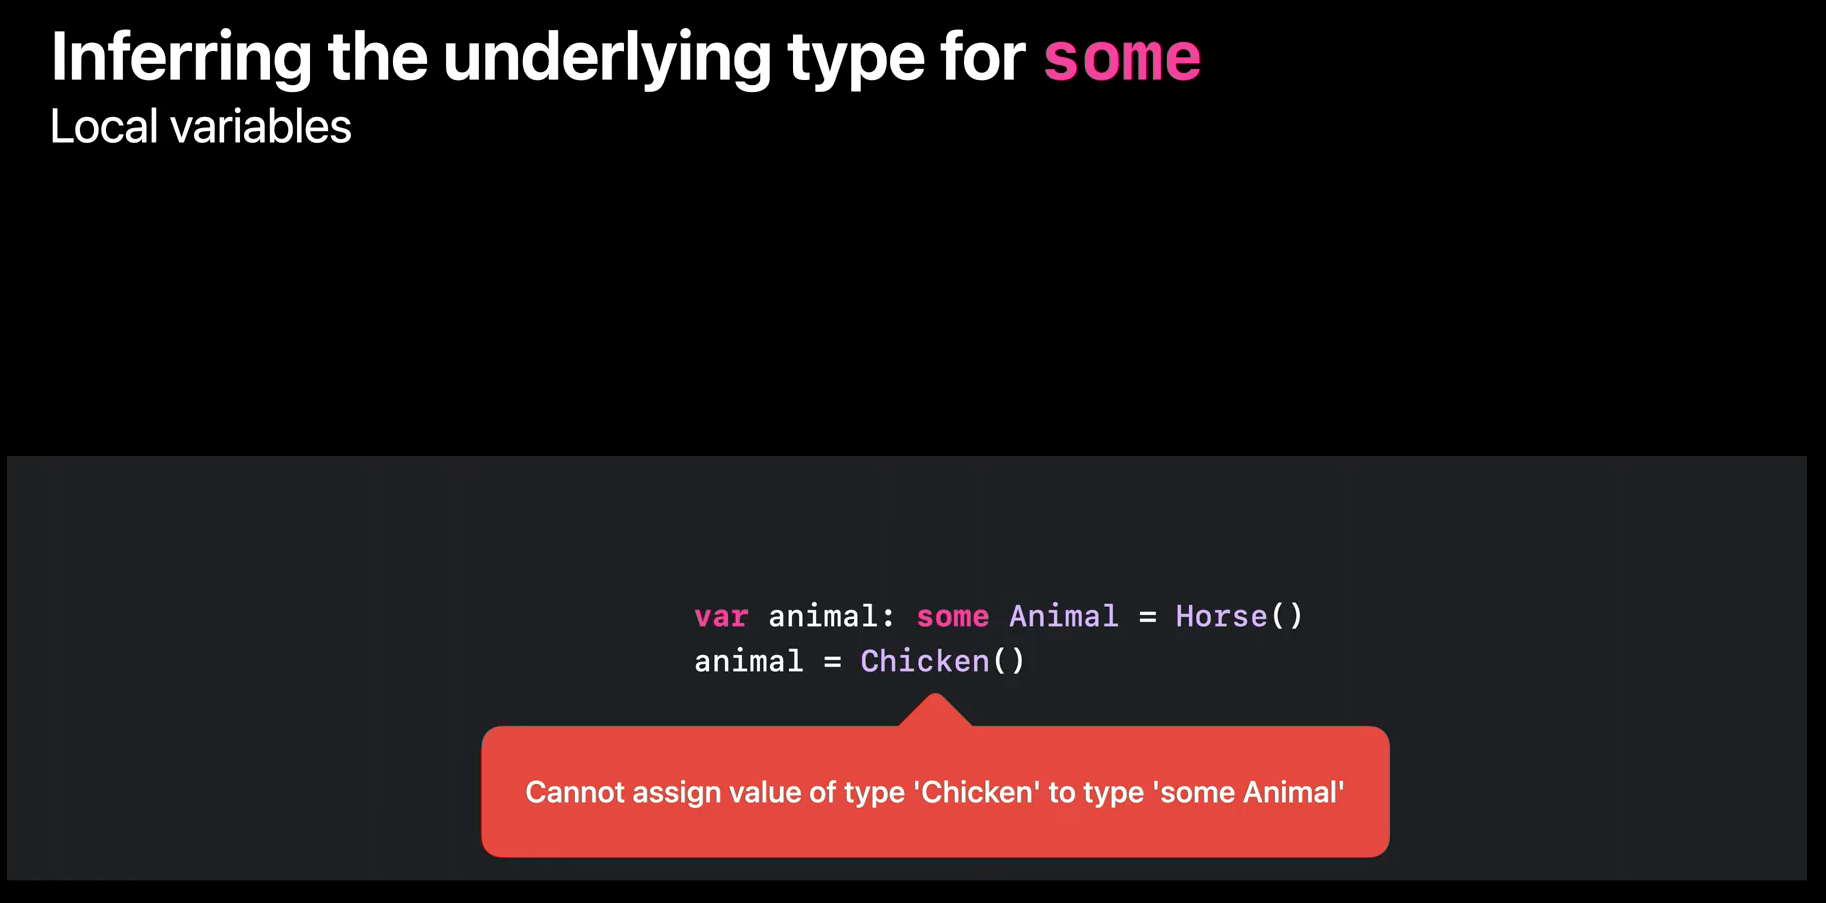 Inferring the underlying type for some
Local variables
var animal: some Animal = Horse()
animal = Chicken()
Cannot assign value of type 'Chicken' to type 'some Animal'